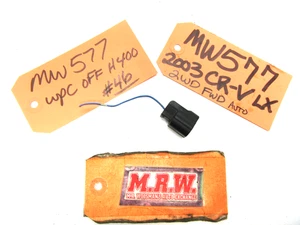 MW577
WPC OFF H400
#46
MW577
2003 CR-V LX
2WD FWD AUTO
M.R.W.